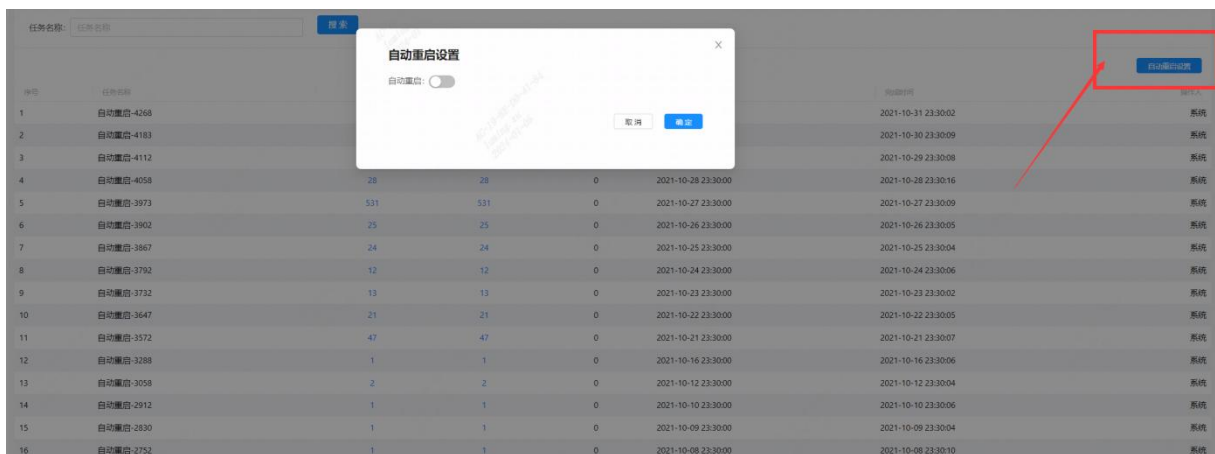 任务名称: 任务名称 搜 索
自动重启设置 X
自动重启:
取 消 确 定
自动重启设置
序号 任务名称 完成时间 操作人
1 自动重启-4268 2021-10-31 23:30:02 系统
2 自动重启-4183 2021-10-30 23:30:09 系统
3 自动重启-4112 2021-10-29 23:30:08 系统
4 自动重启-4058 28 28 0 2021-10-28 23:30:00 2021-10-28 23:30:16 系统
5 自动重启-3973 531 531 0 2021-10-27 23:30:00 2021-10-27 23:30:09 系统
6 自动重启-3902 25 25 0 2021-10-26 23:30:00 2021-10-26 23:30:05 系统
7 自动重启-3867 24 24 0 2021-10-25 23:30:00 2021-10-25 23:30:04 系统
8 自动重启-3792 12 12 0 2021-10-24 23:30:00 2021-10-24 23:30:06 系统
9 自动重启-3732 13 13 0 2021-10-23 23:30:00 2021-10-23 23:30:02 系统
10 自动重启-3647 21 21 0 2021-10-22 23:30:00 2021-10-22 23:30:05 系统
11 自动重启-3572 47 47 0 2021-10-21 23:30:00 2021-10-21 23:30:07 系统
12 自动重启-3288 1 1 0 2021-10-16 23:30:00 2021-10-16 23:30:06 系统
13 自动重启-3058 2 2 0 2021-10-12 23:30:00 2021-10-12 23:30:04 系统
14 自动重启-2912 1 1 0 2021-10-10 23:30:00 2021-10-10 23:30:06 系统
15 自动重启-2830 1 1 0 2021-10-09 23:30:00 2021-10-09 23:30:04 系统
16 自动重启-2752 1 1 0 2021-10-08 23:30:00 2021-10-08 23:30:10 系统